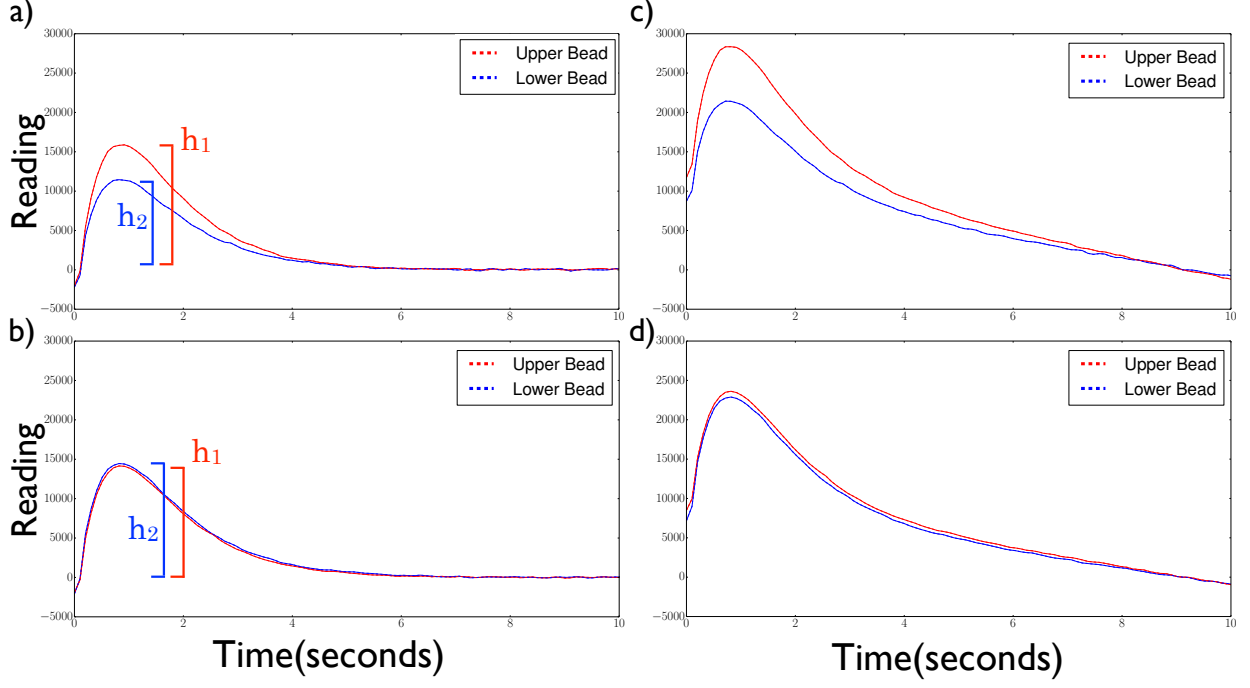 a)
30000
25000
20000
15000
10000
5000
0
−5000
0 2 4 6 8 10
Reading
Upper Bead
Lower Bead
h1
h2
c)
30000
25000
20000
15000
10000
5000
0
−5000
0 2 4 6 8 10
Upper Bead
Lower Bead
b)
30000
25000
20000
15000
10000
5000
0
−5000
0 2 4 6 8 10
Reading
Upper Bead
Lower Bead
h1
h2
Time(seconds)
d)
30000
25000
20000
15000
10000
5000
0
−5000
0 2 4 6 8 10
Upper Bead
Lower Bead
Time(seconds)